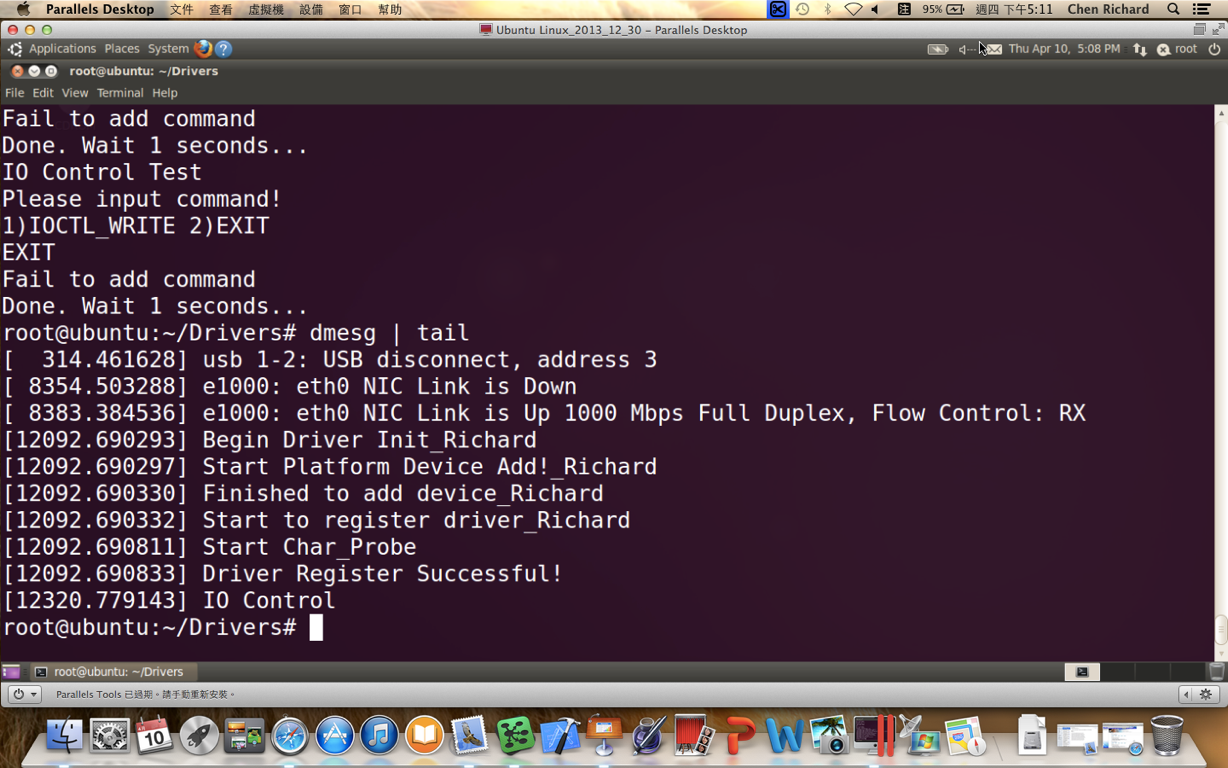 Parallels Desktop 文件 查看 虛擬機 設備 窗口 幫助 95% 週四 下午5:11 Chen Richard
Ubuntu Linux_2013_12_30 – Parallels Desktop
Applications Places System Thu Apr 10, 5:08 PM root
root@ubuntu: ~/Drivers
File Edit View Terminal Help
Fail to add command
Done. Wait 1 seconds...
IO Control Test
Please input command!
1)IOCTL_WRITE 2)EXIT
EXIT
Fail to add command
Done. Wait 1 seconds...
root@ubuntu:~/Drivers# dmesg | tail
[  314.461628] usb 1-2: USB disconnect, address 3
[ 8354.503288] e1000: eth0 NIC Link is Down
[ 8383.384536] e1000: eth0 NIC Link is Up 1000 Mbps Full Duplex, Flow Control: RX
[12092.690293] Begin Driver Init_Richard
[12092.690297] Start Platform Device Add!_Richard
[12092.690330] Finished to add device_Richard
[12092.690332] Start to register driver_Richard
[12092.690811] Start Char_Probe
[12092.690833] Driver Register Successful!
[12320.779143] IO Control
root@ubuntu:~/Drivers#
root@ubuntu: ~/Drivers
Parallels Tools 已過期。請手動重新安裝。
10